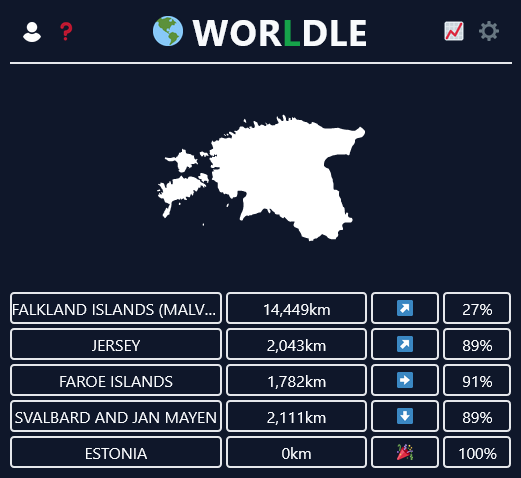 ? WORLDLE
FALKLAND ISLANDS (MALV... 14,449km 27%
JERSEY 2,043km 89%
FAROE ISLANDS 1,782km 91%
SVALBARD AND JAN MAYEN 2,111km 89%
ESTONIA 0km 100%